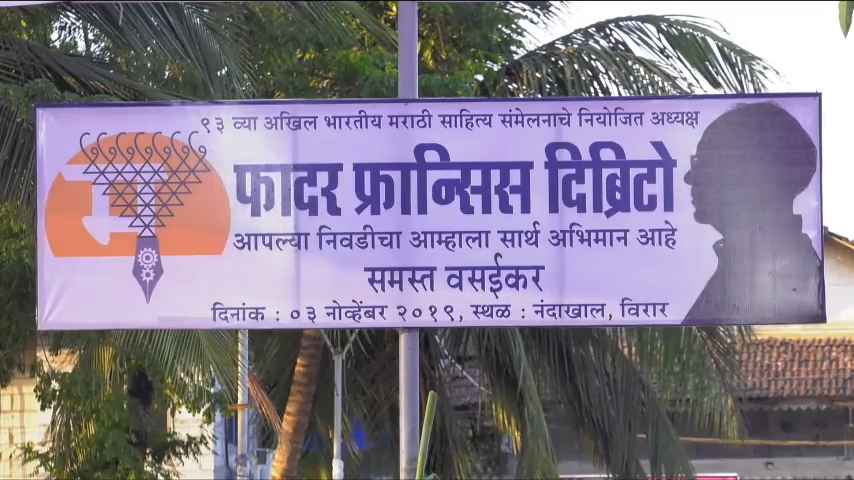 ९३ व्या अखिल भारतीय मराठी साहित्य संमेलनाचे नियोजित अध्यक्ष
फादर फ्रान्सिस दिब्रिटो
आपल्या निवडीचा आम्हाला सार्थ अभिमान आहे
समस्त वसईकर
दिनांक : ०३ नोव्हेंबर २०१९, स्थळ : नंदाखाल, विरार